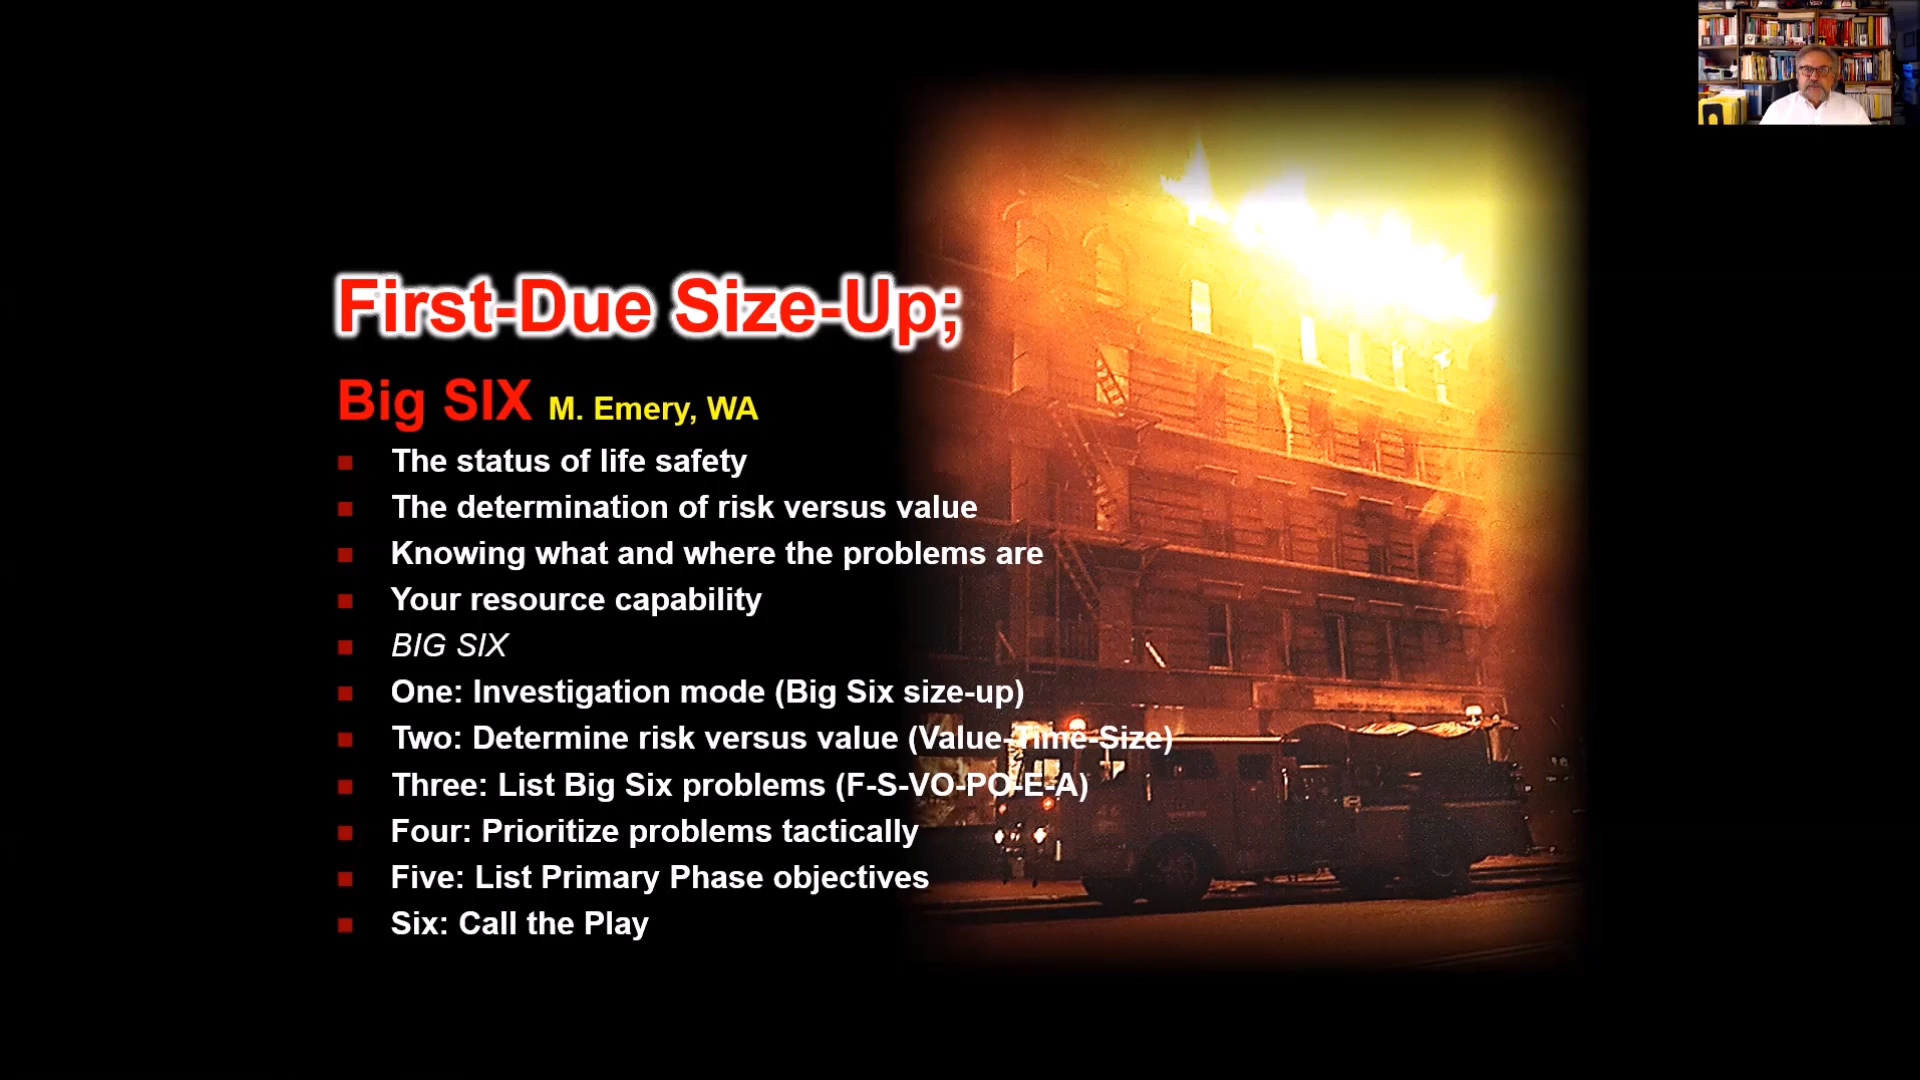 First-Due Size-Up;
Big SIX M. Emery, WA
The status of life safety
The determination of risk versus value
Knowing what and where the problems are
Your resource capability
BIG SIX
One: Investigation mode (Big Six size-up)
Two: Determine risk versus value (Value-Time-Size)
Three: List Big Six problems (F-S-VO-PO-E-A)
Four: Prioritize problems tactically
Five: List Primary Phase objectives
Six: Call the Play